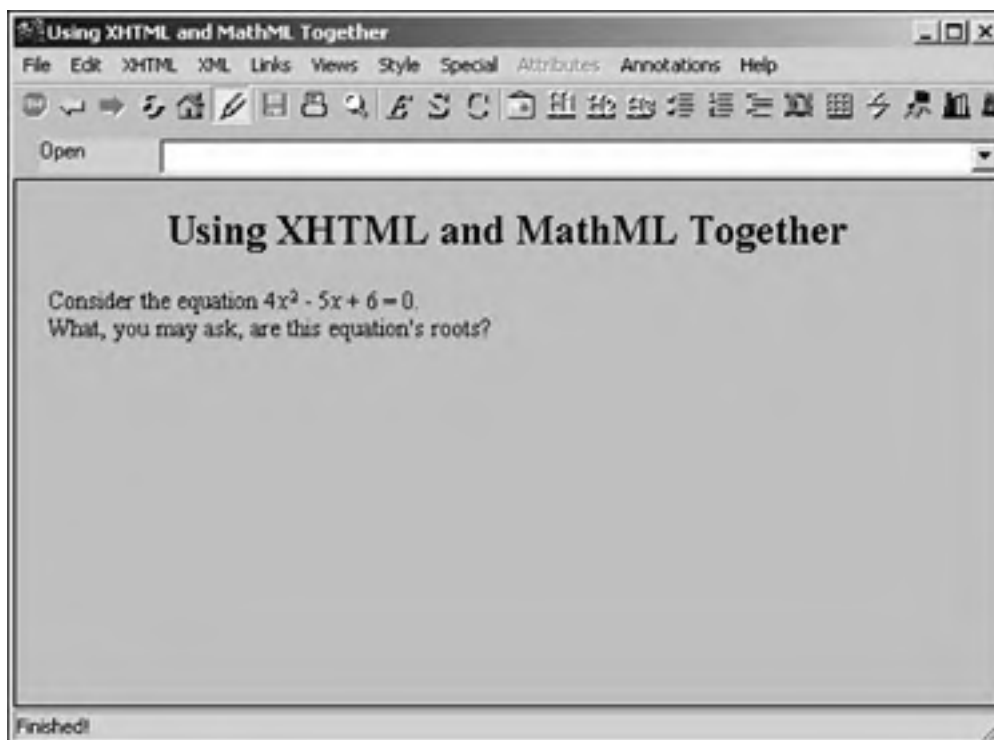 Using XHTML and MathML Together
File Edit XHTML XML Links Views Style Special Attributes Annotations Help
Open
Using XHTML and MathML Together
Consider the equation 4x² - 5x + 6 = 0.
What, you may ask, are this equation's roots?
Finished!